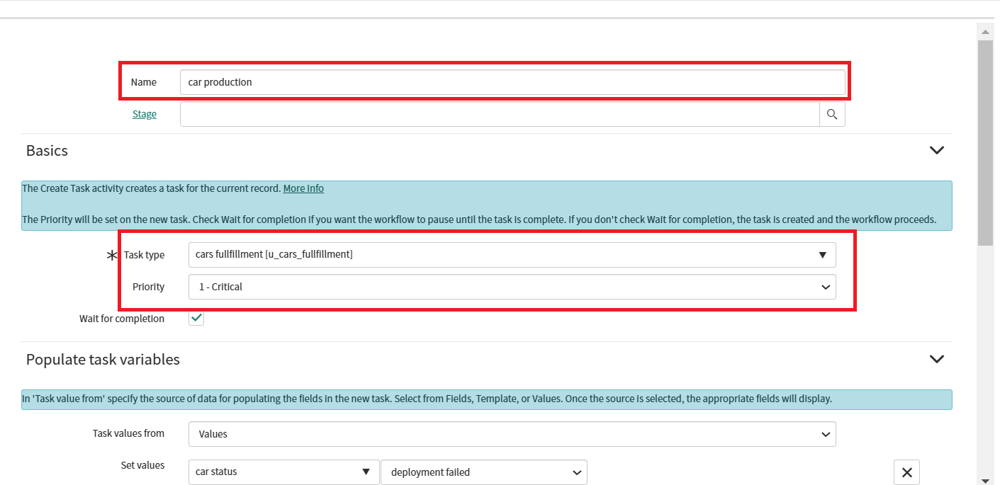 Name car production
Stage
Basics
The Create Task activity creates a task for the current record. More Info
The Priority will be set on the new task. Check Wait for completion if you want the workflow to pause until the task is complete. If you don't check Wait for completion, the task is created and the workflow proceeds.
Task type cars fullfillment [u_cars_fullfillment]
Priority 1 - Critical
Wait for completion
Populate task variables
In 'Task value from' specify the source of data for populating the fields in the new task. Select from Fields, Template, or Values. Once the source is selected, the appropriate fields will display.
Task values from Values
Set values car status deployment failed